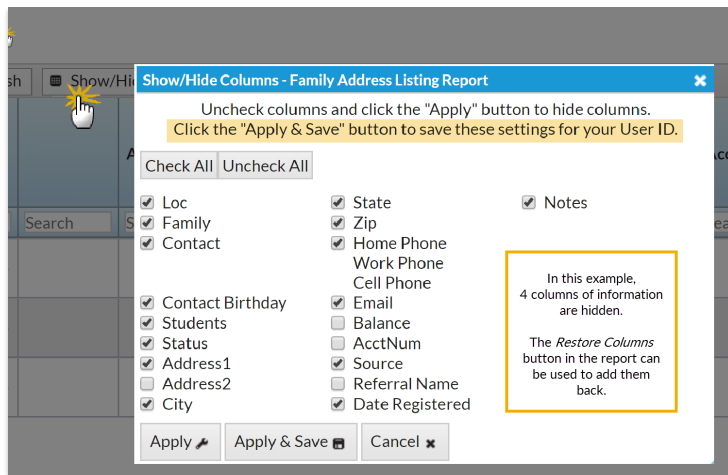 sh
Show/Hi
Show/Hide Columns - Family Address Listing Report
Uncheck columns and click the "Apply" button to hide columns.
Click the "Apply & Save" button to save these settings for your User ID.
Check All Uncheck All
Search
Loc
Family
Contact
Contact Birthday
Students
Status
Address1
Address2
City
State
Zip
Home Phone
Work Phone
Cell Phone
Email
Balance
AcctNum
Source
Referral Name
Date Registered
Notes
In this example,
4 columns of information
are hidden.
The Restore Columns
button in the report can
be used to add them
back.
Apply Apply & Save Cancel